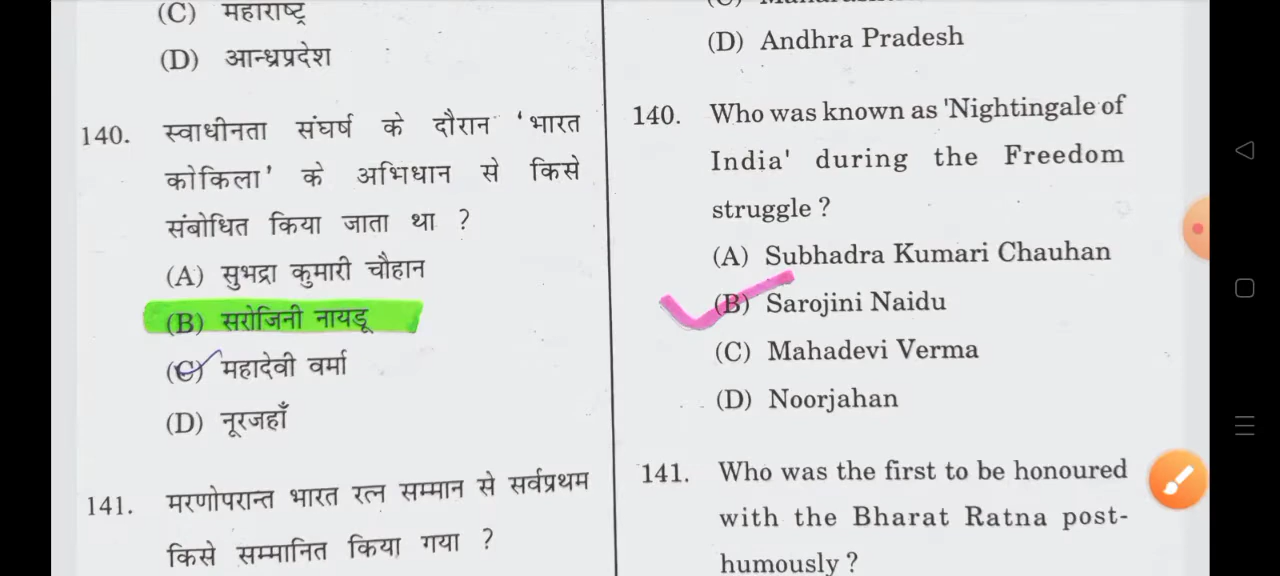 (C) महाराष्ट्र
(D) आन्ध्रप्रदेश
140. स्वाधीनता संघर्ष के दौरान 'भारत
कोकिला' के अभिधान से किसे
संबोधित किया जाता था ?
(A) सुभद्रा कुमारी चौहान
(B) सरोजिनी नायडू
(C) महादेवी वर्मा
(D) नूरजहाँ
141. मरणोपरान्त भारत रत्न सम्मान से सर्वप्रथम
किसे सम्मानित किया गया ?
(D) Andhra Pradesh
140. Who was known as 'Nightingale of
India' during the Freedom
struggle ?
(A) Subhadra Kumari Chauhan
(B) Sarojini Naidu
(C) Mahadevi Verma
(D) Noorjahan
141. Who was the first to be honoured
with the Bharat Ratna post-
humously ?